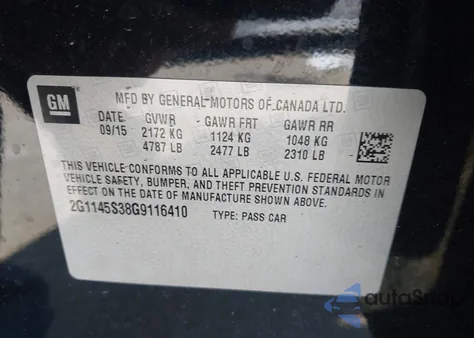 GM
MFD BY GENERAL MOTORS OF CANADA LTD.
DATE GVWR GAWR FRT GAWR RR
09/15 2172 KG 1124 KG 1048 KG
4787 LB 2477 LB 2310 LB
THIS VEHICLE CONFORMS TO ALL APPLICABLE U.S. FEDERAL MOTOR
VEHICLE SAFETY, BUMPER, AND THEFT PREVENTION STANDARDS
IN EFFECT ON THE DATE OF MANUFACTURE SHOWN ABOVE.
2G1145S38G9116410 TYPE: PASS CAR
autoSnap